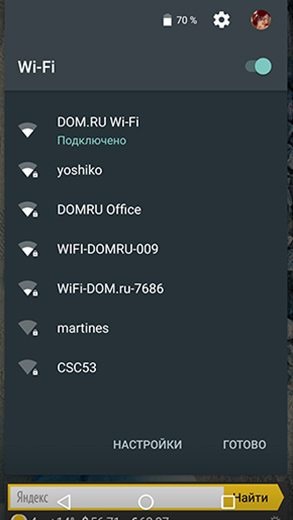 70 %
Wi-Fi
DOM.RU Wi-Fi
Подключено
yoshiko
DOMRU Office
WIFI-DOMRU-009
WiFi-DOM.ru-7686
martines
CSC53
НАСТРОЙКИ ГОТОВО
Яндекс Найти